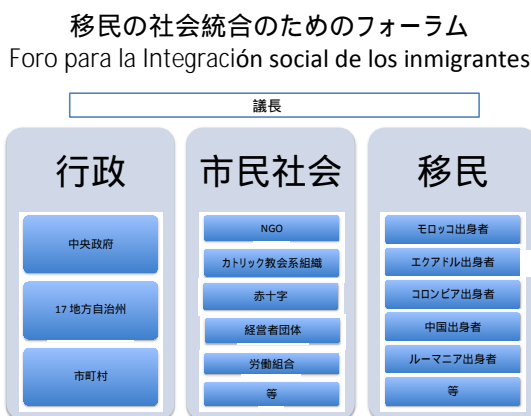 移民の社会統合のためのフォーラム
Foro para la Integración social de los inmigrantes
議長
行政
中央政府
17 地方自治州
市町村
市民社会
NGO
カトリック教会系組織
赤十字
経営者団体
労働組合
等
移民
モロッコ出身者
エクアドル出身者
コロンビア出身者
中国出身者
ルーマニア出身者
等